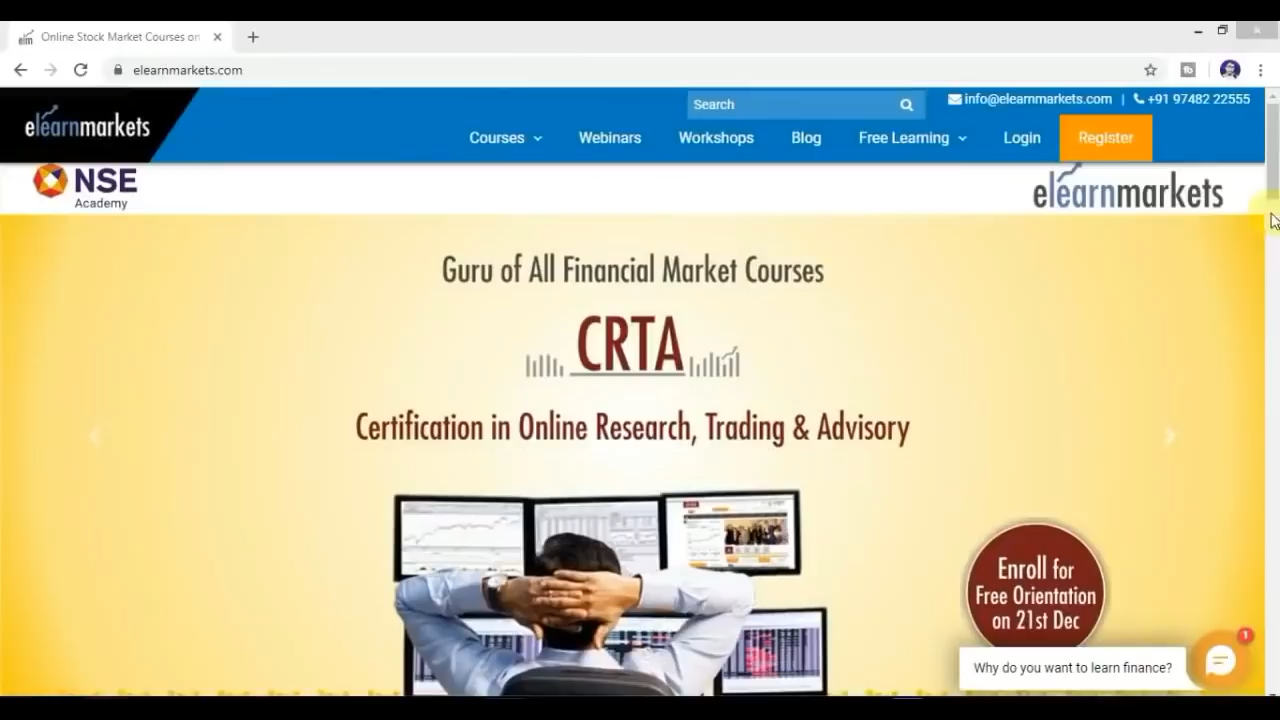 Online Stock Market Courses on
elearnmarkets.com
elearnmarkets
Search
info@elearnmarkets.com | +91 97482 22555
Courses Webinars Workshops Blog Free Learning Login Register
NSE
Academy
elearnmarkets
Guru of All Financial Market Courses
CRTA
Certification in Online Research, Trading & Advisory
Enroll for
Free Orientation
on 21st Dec
Why do you want to learn finance?
1